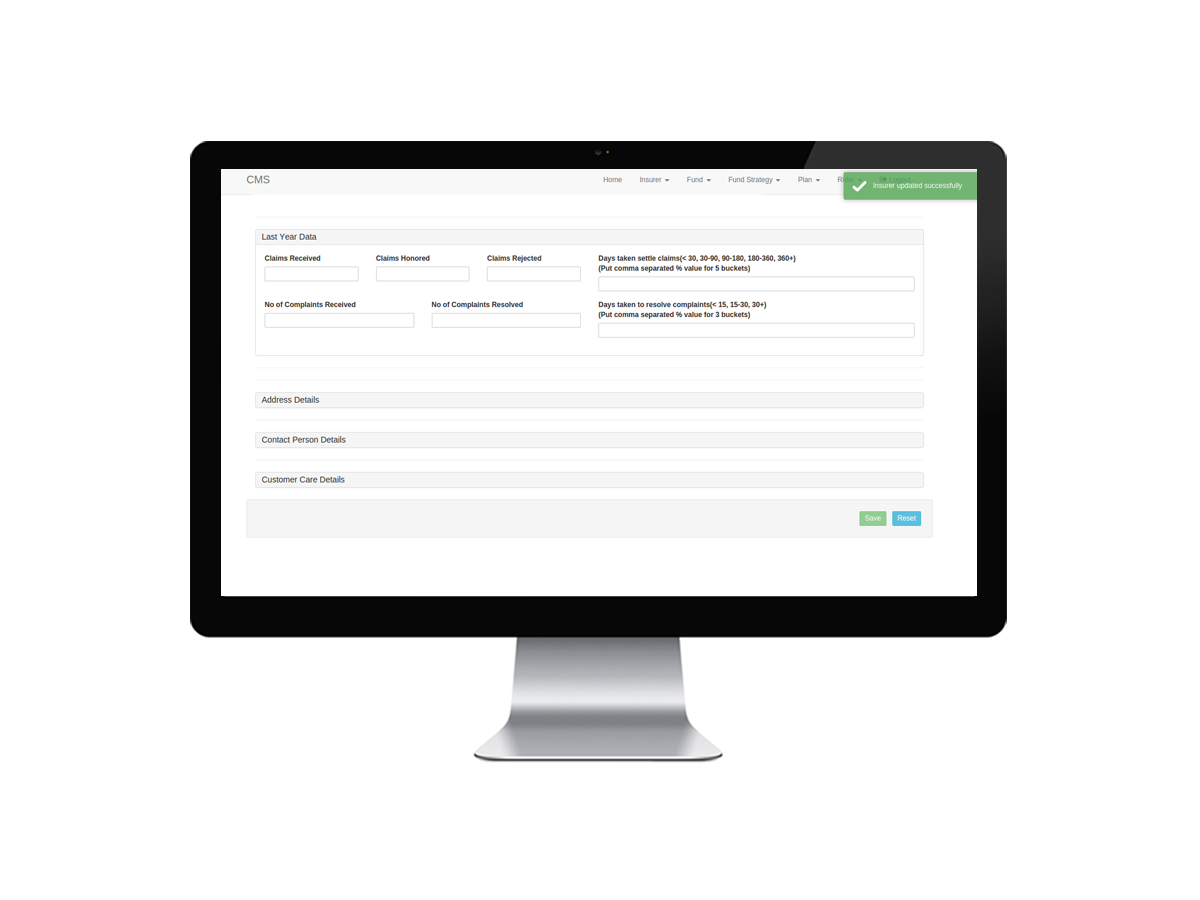 CMS
Home Insurer Fund Fund Strategy Plan
Insurer updated successfully
Last Year Data
Claims Received Claims Honored Claims Rejected Days taken settle claims(< 30, 30-90, 90-180, 180-360, 360+)
(Put comma separated % value for 5 buckets)
No of Complaints Received No of Complaints Resolved Days taken to resolve complaints(< 15, 15-30, 30+)
(Put comma separated % value for 3 buckets)
Address Details
Contact Person Details
Customer Care Details
Save Reset